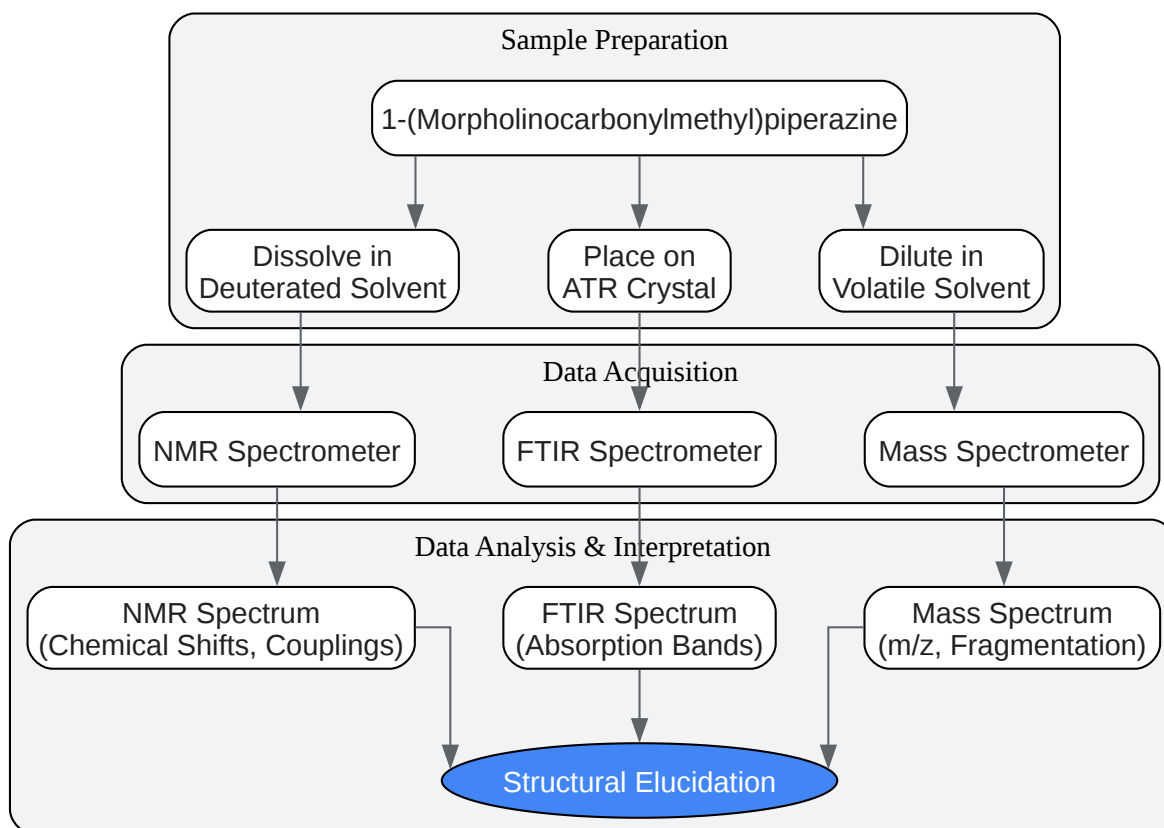 Sample Preparation
1-(Morpholinocarbonylmethyl)piperazine
Dissolve in
Deuterated Solvent
Place on
ATR Crystal
Dilute in
Volatile Solvent
Data Acquisition
NMR Spectrometer
FTIR Spectrometer
Mass Spectrometer
Data Analysis & Interpretation
NMR Spectrum
(Chemical Shifts, Couplings)
FTIR Spectrum
(Absorption Bands)
Mass Spectrum
(m/z, Fragmentation)
Structural Elucidation